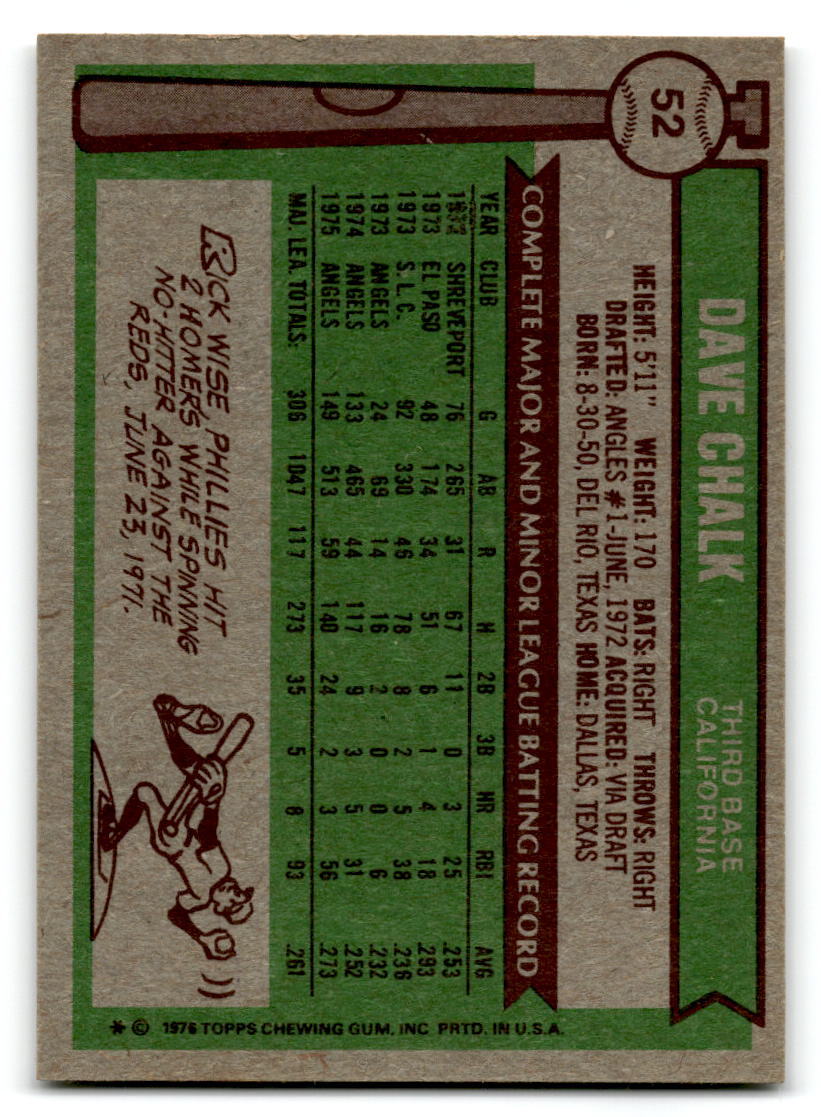 52
DAVE CHALK
THIRD BASE
CALIFORNIA
HEIGHT: 5'11" WEIGHT: 170 BATS: RIGHT THROWS: RIGHT
DRAFTED: ANGLES #1-JUNE, 1972 ACQUIRED: VIA DRAFT
BORN: 8-30-50, DEL RIO, TEXAS HOME: DALLAS, TEXAS
COMPLETE MAJOR AND MINOR LEAGUE BATTING RECORD
YEAR CLUB G AB R H 2B 3B HR RBI AVG
SHREVEPORT 76 265 31 67 11 0 3 25 .253
1973 EL PASO 48 174 34 51 6 1 4 18 .293
1973 S.L.C. 92 330 46 78 8 2 5 38 .236
1973 ANGELS 24 69 14 16 2 0 0 6 .232
1974 ANGELS 133 465 44 117 9 3 5 31 .252
1975 ANGELS 149 513 59 140 24 2 3 56 .273
MAJ. LEA. TOTALS: 306 1047 117 273 35 5 8 93 .261
RICK WISE PHILLIES HIT
2 HOMERS WHILE SPINNING
NO-HITTER AGAINST THE
REDS, JUNE 23, 1971.
* © 1976 TOPPS CHEWING GUM, INC PRTD. IN U.S.A.